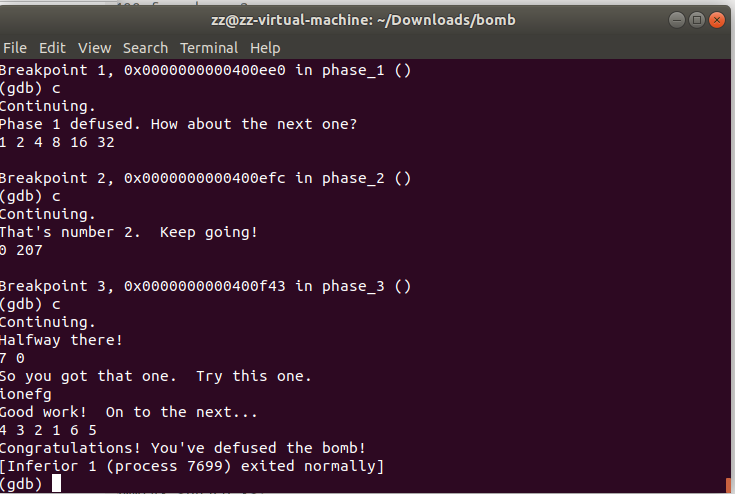 zz@zz-virtual-machine: ~/Downloads/bomb
File Edit View Search Terminal Help
Breakpoint 1, 0x0000000000400ee0 in phase_1 ()
(gdb) c
Continuing.
Phase 1 defused. How about the next one?
1 2 4 8 16 32
Breakpoint 2, 0x0000000000400efc in phase_2 ()
(gdb) c
Continuing.
That's number 2.  Keep going!
0 207
Breakpoint 3, 0x0000000000400f43 in phase_3 ()
(gdb) c
Continuing.
Halfway there!
7 0
So you got that one.  Try this one.
ionefg
Good work!  On to the next...
4 3 2 1 6 5
Congratulations! You've defused the bomb!
[Inferior 1 (process 7699) exited normally]
(gdb)